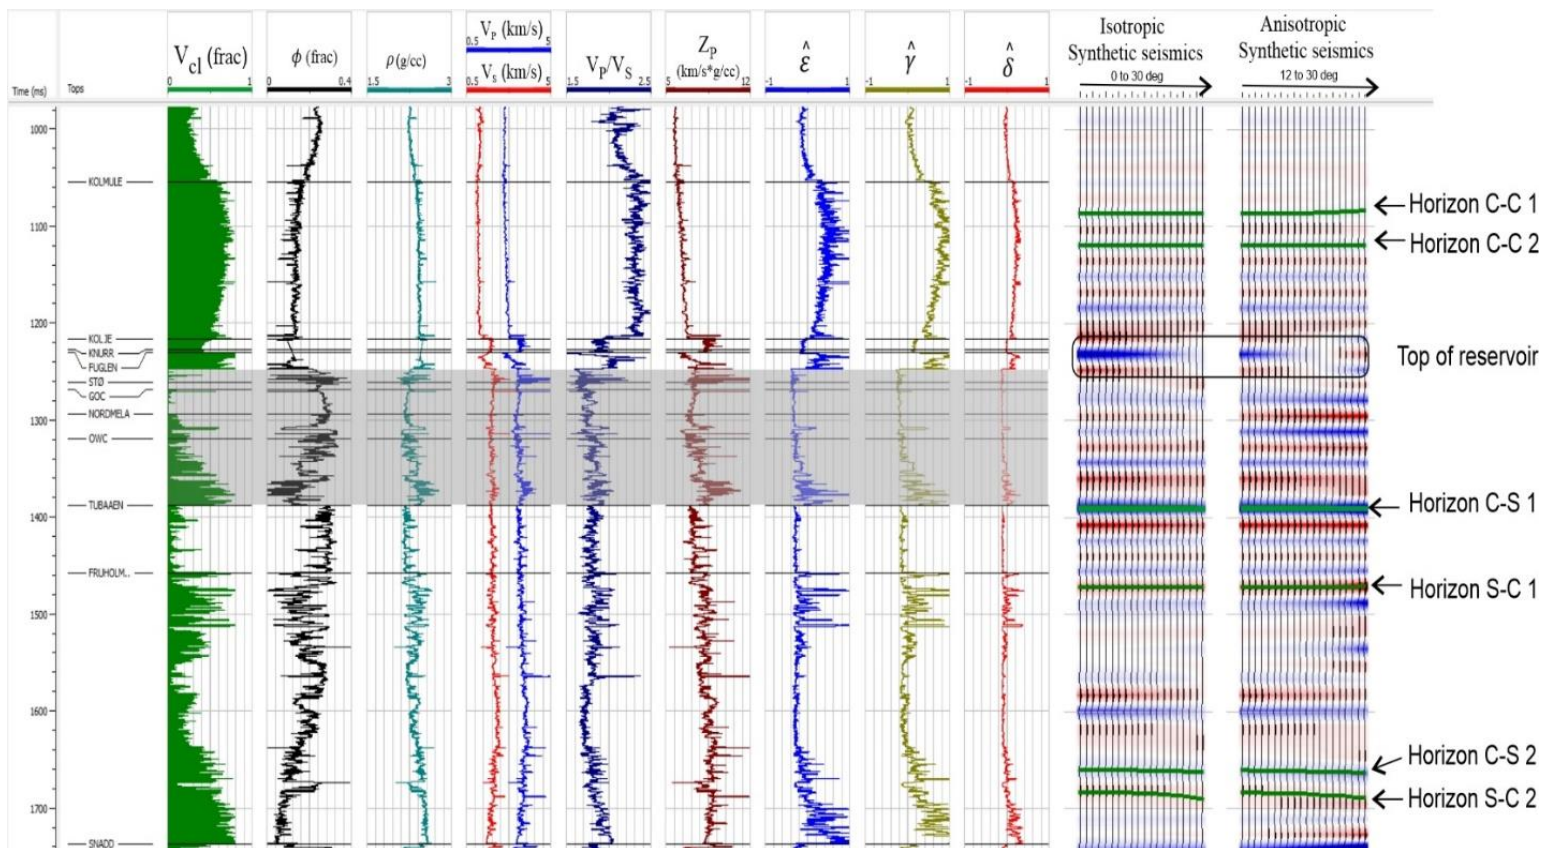 Isotropic
Synthetic seismics
0 to 30 deg
Anisotropic
Synthetic seismics
12 to 30 deg
Time (ms)
Tops
V_cl (frac)
0 1
ϕ (frac)
0 0.4
ρ(g/cc)
1.5 3
V_P (km/s)
0.5 5
V_S (km/s)
0.5 5
V_P/V_S
1.5 2.5
Z_P
(km/s*g/cc)
5 12
ε̂
-1 1
γ̂
-1 1
δ̂
-1 1
1000
KOLMULE
Horizon C-C 1
1100
Horizon C-C 2
1200
KOLJE
KNURR
FUGLEN
Top of reservoir
STØ
GOC
NORDMELA
1300
OWC
TUBAAEN
Horizon C-S 1
1400
FRUHOLM..
Horizon S-C 1
1500
1600
Horizon C-S 2
1700
Horizon S-C 2
SNADD